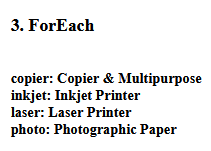 3. ForEach
copier: Copier & Multipurpose
inkjet: Inkjet Printer
laser: Laser Printer
photo: Photographic Paper